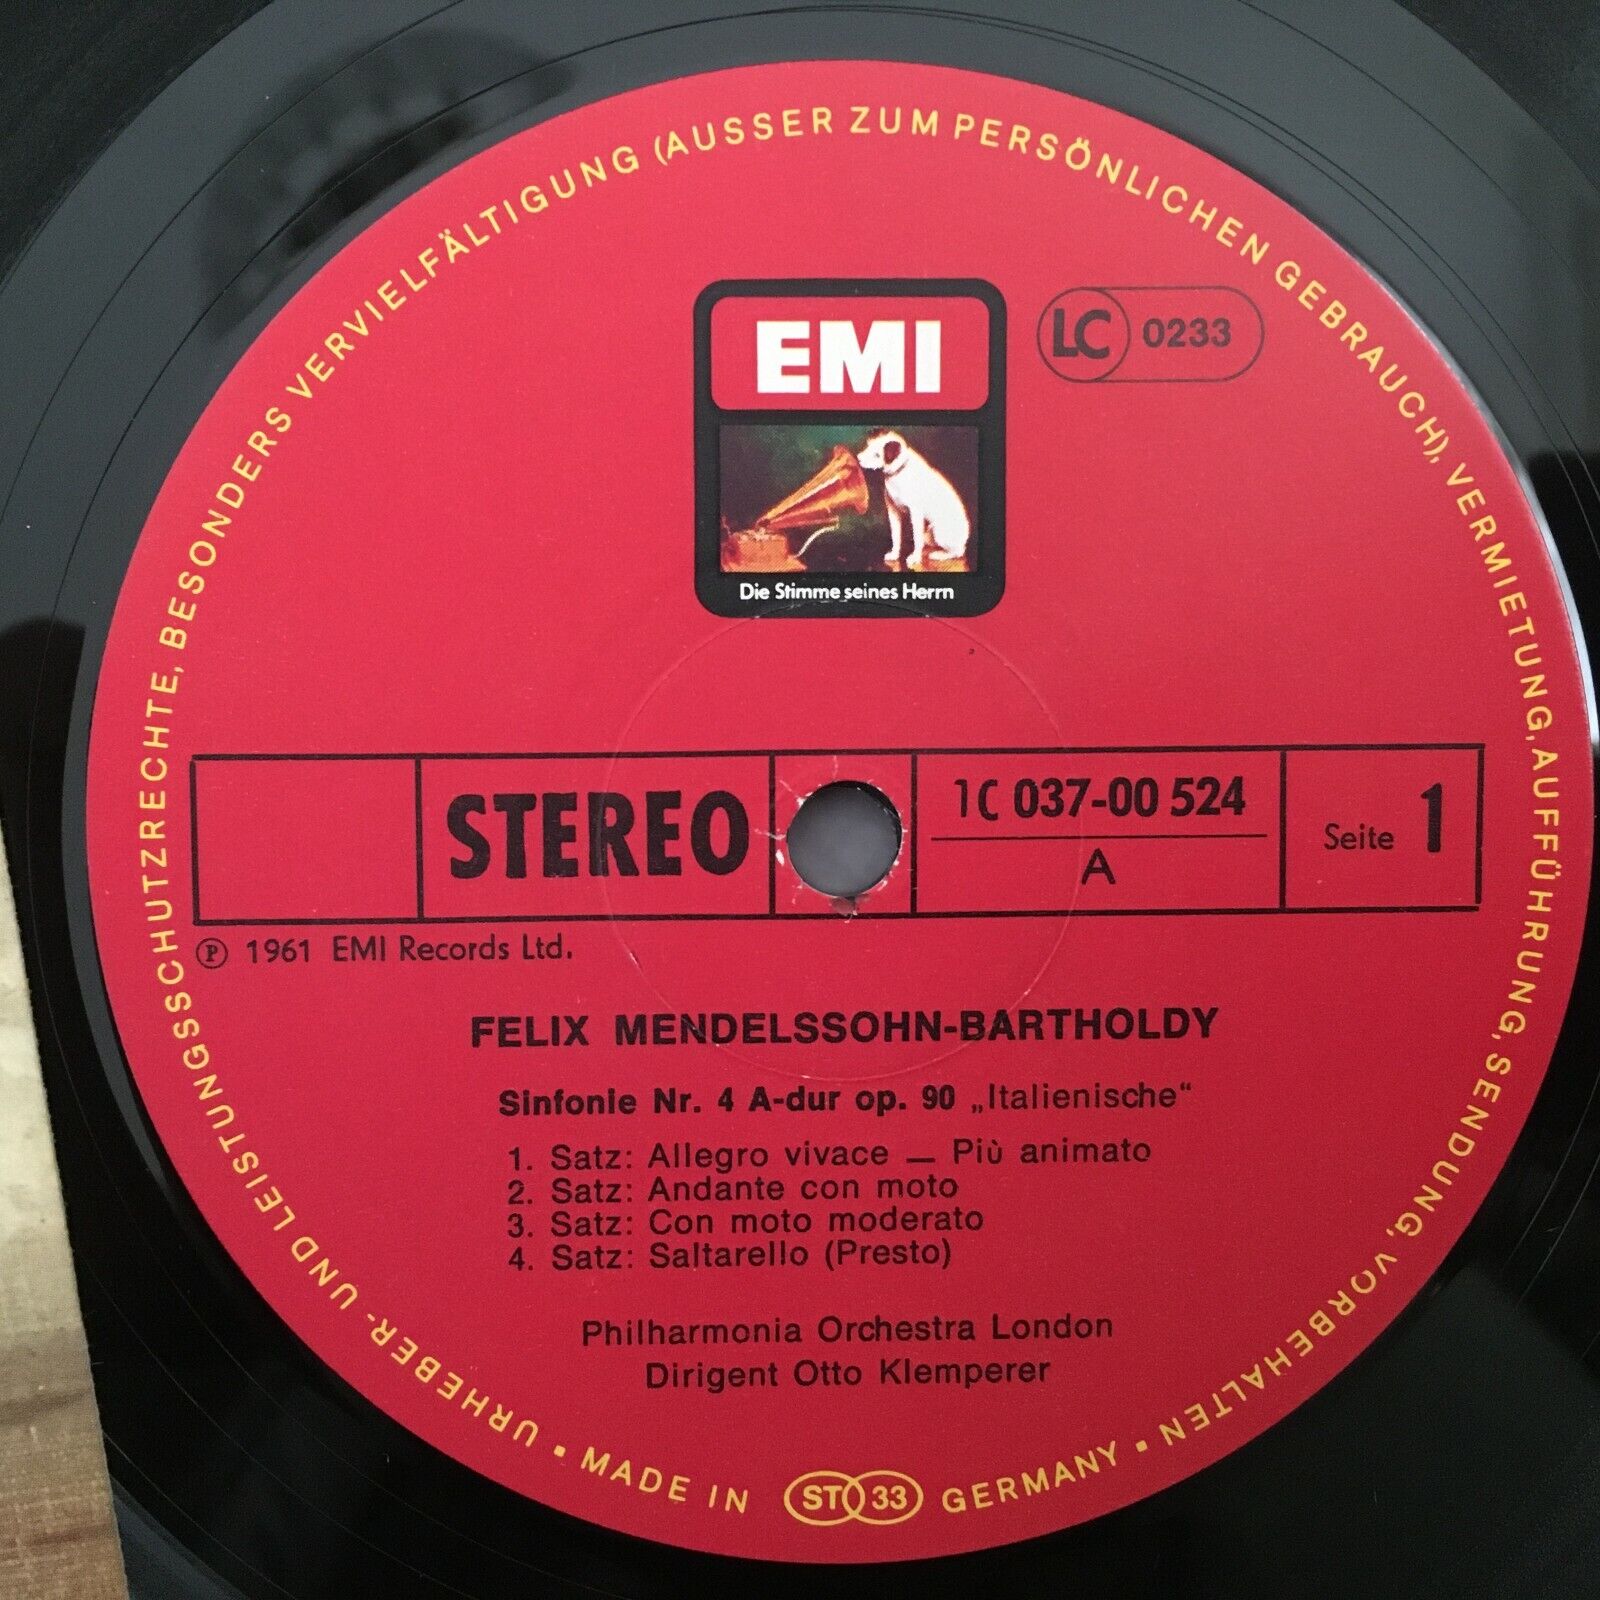 URHEBER- UND LEISTUNGSSCHUTZRECHTE, BESONDERS VERVIELFÄLTIGUNG (AUSSER ZUM PERSÖNLICHEN GEBRAUCH), VERMIETUNG, AUFFÜHRUNG, SENDUNG, VORBEHALTEN
EMI
LC 0233
Die Stimme seines Herrn
STEREO
1C 037-00 524
A
Seite 1
℗ 1961 EMI Records Ltd.
FELIX MENDELSSOHN-BARTHOLDY
Sinfonie Nr. 4 A-dur op. 90 „Italienische“
1. Satz: Allegro vivace — Più animato
2. Satz: Andante con moto
3. Satz: Con moto moderato
4. Satz: Saltarello (Presto)
Philharmonia Orchestra London
Dirigent Otto Klemperer
• MADE IN ST 33 GERMANY •